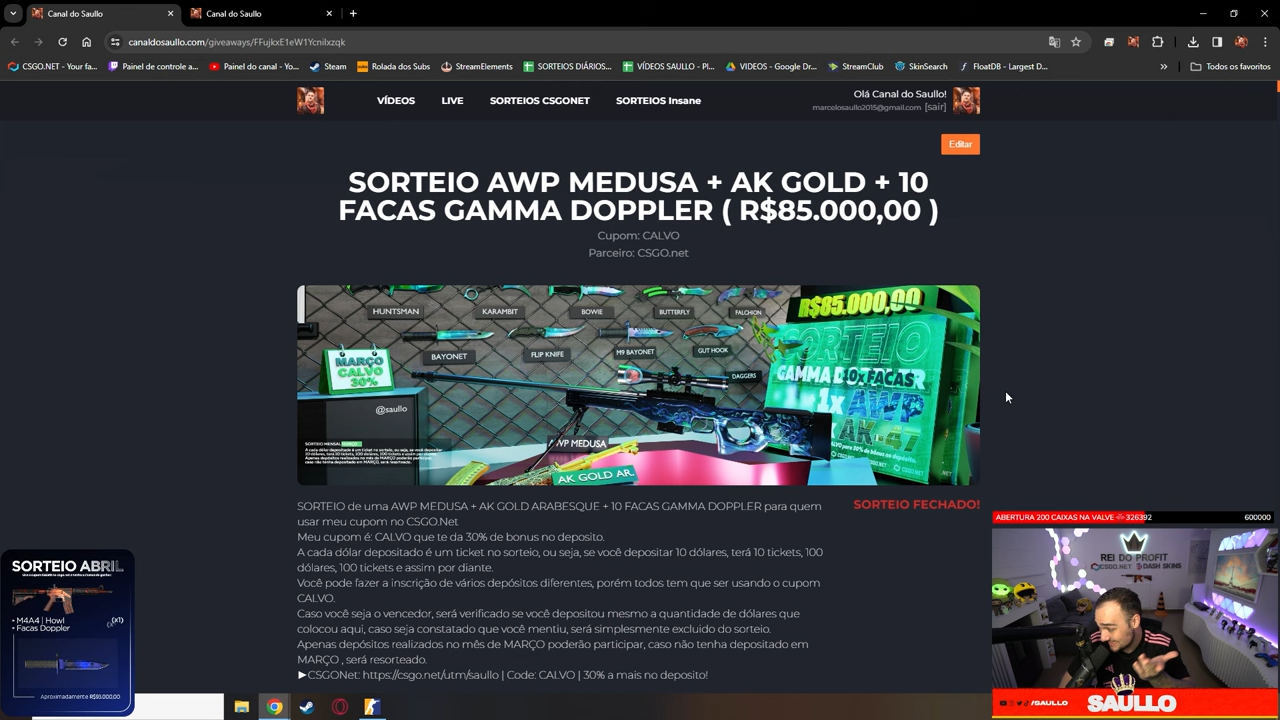 Canal do Saullo
Canal do Saullo
canaldosaullo.com/giveaways/FFujkxE1eW1Ycnilxzqk
CSGO.NET - Your fa...
Painel de controle a...
Painel do canal - Yo...
Steam
Rolada dos Subs
StreamElements
SORTEIOS DIÁRIOS...
VÍDEOS SAULLO - Pl...
VIDEOS - Google Dr...
StreamClub
SkinSearch
FloatDB - Largest D...
Todos os favoritos
VÍDEOS
LIVE
SORTEIOS CSGONET
SORTEIOS Insane
Olá Canal do Saullo!
marcelosaullo2015@gmail.com [sair]
Editar
SORTEIO AWP MEDUSA + AK GOLD + 10
FACAS GAMMA DOPPLER ( R$85.000,00 )
Cupom: CALVO
Parceiro: CSGO.net
HUNTSMAN
KARAMBIT
BOWIE
BUTTERFLY
FALCHION
BAYONET
FLIP KNIFE
M9 BAYONET
GUT HOOK
DAGGERS
MARÇO
CALVO
30%
@saullo
R$85.000,00
SORTEIO
10x FACAS
1x AWP
AK-47
AWP MEDUSA
AK GOLD AR.
SORTEIO de uma AWP MEDUSA + AK GOLD ARABESQUE + 10 FACAS GAMMA DOPPLER para quem
usar meu cupom no CSGO.Net
Meu cupom é: CALVO que te da 30% de bonus no deposito.
A cada dólar depositado é um ticket no sorteio, ou seja, se você depositar 10 dólares, terá 10 tickets, 100
dólares, 100 tickets e assim por diante.
Você pode fazer a inscrição de vários depósitos diferentes, porém todos tem que ser usando o cupom
CALVO.
Caso você seja o vencedor, será verificado se você depositou mesmo a quantidade de dólares que
colocou aqui, caso seja constatado que você mentiu, será simplesmente excluido do sorteio.
Apenas depósitos realizados no mês de MARÇO poderão participar, caso não tenha depositado em
MARÇO , será resorteado.
►CSGONet: https://csgo.net/utm/saullo | Code: CALVO | 30% a mais no deposito!
SORTEIO FECHADO!
SORTEIO ABRIL
• M4A4 | Howl
• Facas Doppler
(x1)
Aproximadamente R$93.000,00
ABERTURA 200 CAIXAS NA VALVE
326392
600000
REI DO PROFIT
CSGO.NET
DASH SKINS
/SAULLO
SAULLO